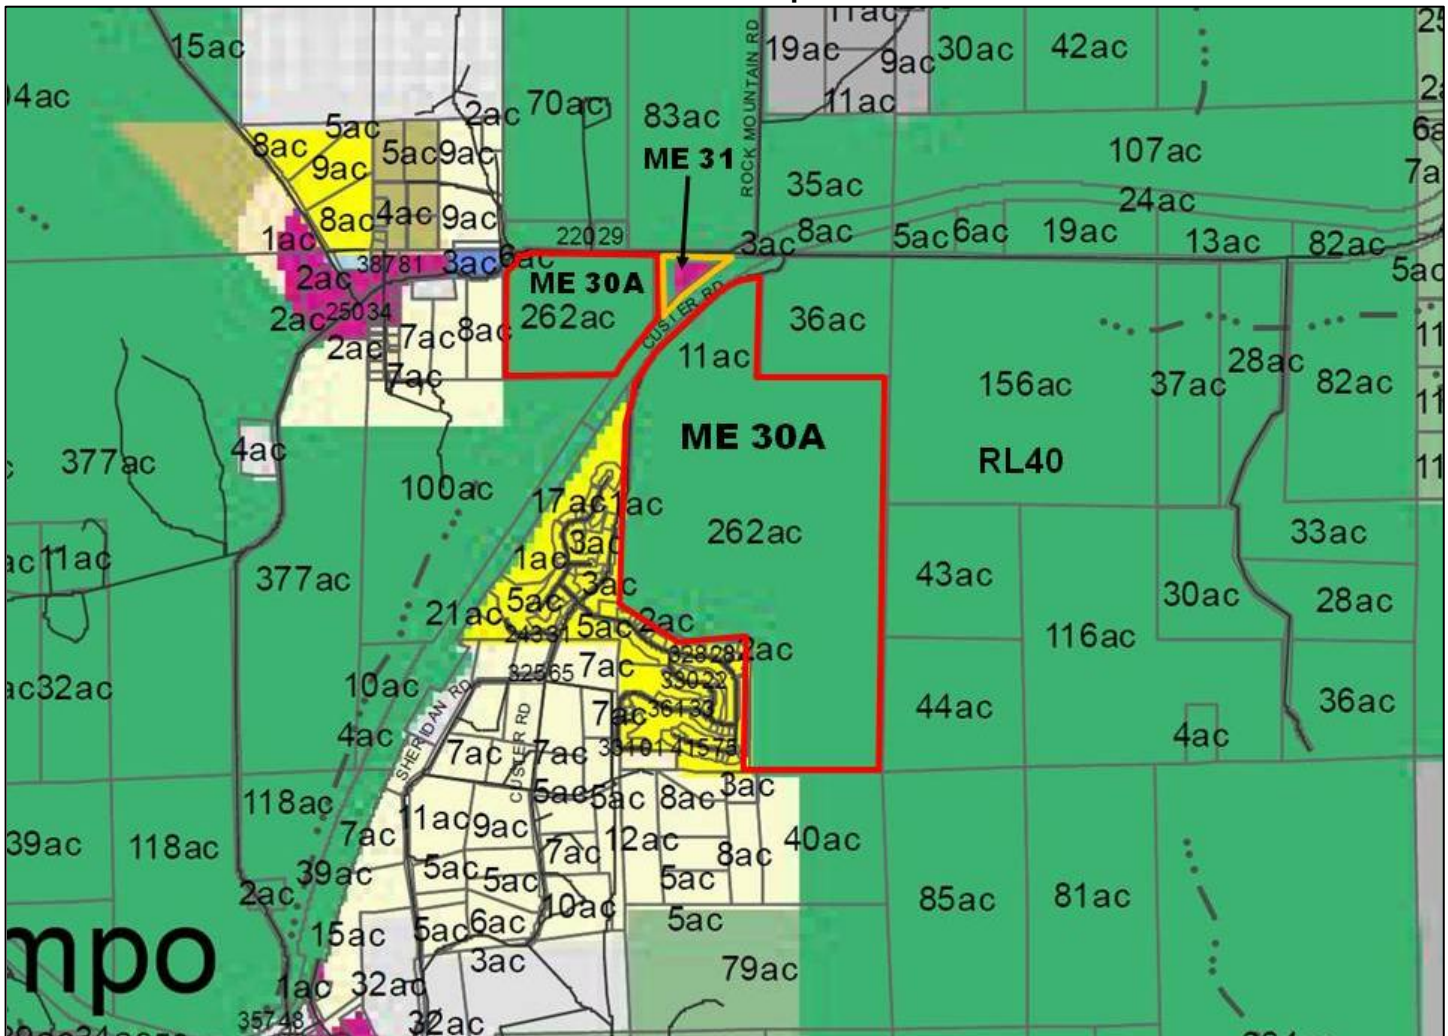 11ac
15ac
19ac
9ac
30ac
42ac
ROCK MOUNTAIN RD
11ac
2ac
70ac
83ac
5ac
8ac
9ac
5ac
9ac
ME 31
107ac
35ac
24ac
8ac
4ac
9ac
1ac
22029
3ac
8ac
5ac
6ac
19ac
13ac
82ac
38781
3ac
6ac
2ac
ME 30A
5ac
25034
2ac
262ac
CUSTER RD
36ac
7ac
8ac
2ac
11ac
28ac
7ac
156ac
37ac
82ac
ME 30A
RL40
4ac
377ac
100ac
17ac
1ac
262ac
33ac
3ac
1ac
11ac
377ac
3ac
43ac
5ac
30ac
28ac
21ac
2ac
24331
5ac
116ac
2ac
32565
7ac
33022
32ac
10ac
7ac
36133
44ac
36ac
SHERIDAN RD
CUSTER RD
4ac
7ac
7ac
4ac
3ac
5ac
5ac
8ac
118ac
11ac
9ac
7ac
12ac
40ac
39ac
118ac
7ac
8ac
39ac
5ac
5ac
5ac
85ac
81ac
2ac
10ac
6ac
5ac
5ac
15ac
3ac
79ac
mpo
1ac
32ac
35748
32ac